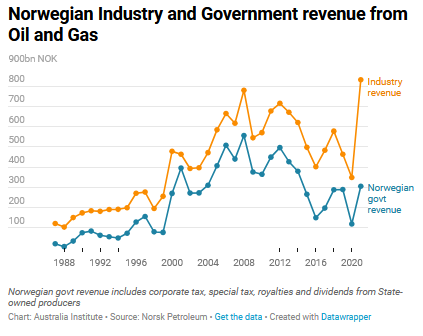 Norwegian Industry and Government revenue from
Oil and Gas
900bn NOK
800
700
600
500
400
300
200
100
Industry
revenue
Norwegian
govt
revenue
1988 1992 1996 2000 2004 2008 2012 2016 2020
Norwegian govt revenue includes corporate tax, special tax, royalties and dividends from State-
owned producers
Chart: Australia Institute • Source: Norsk Petroleum • Get the data • Created with Datawrapper